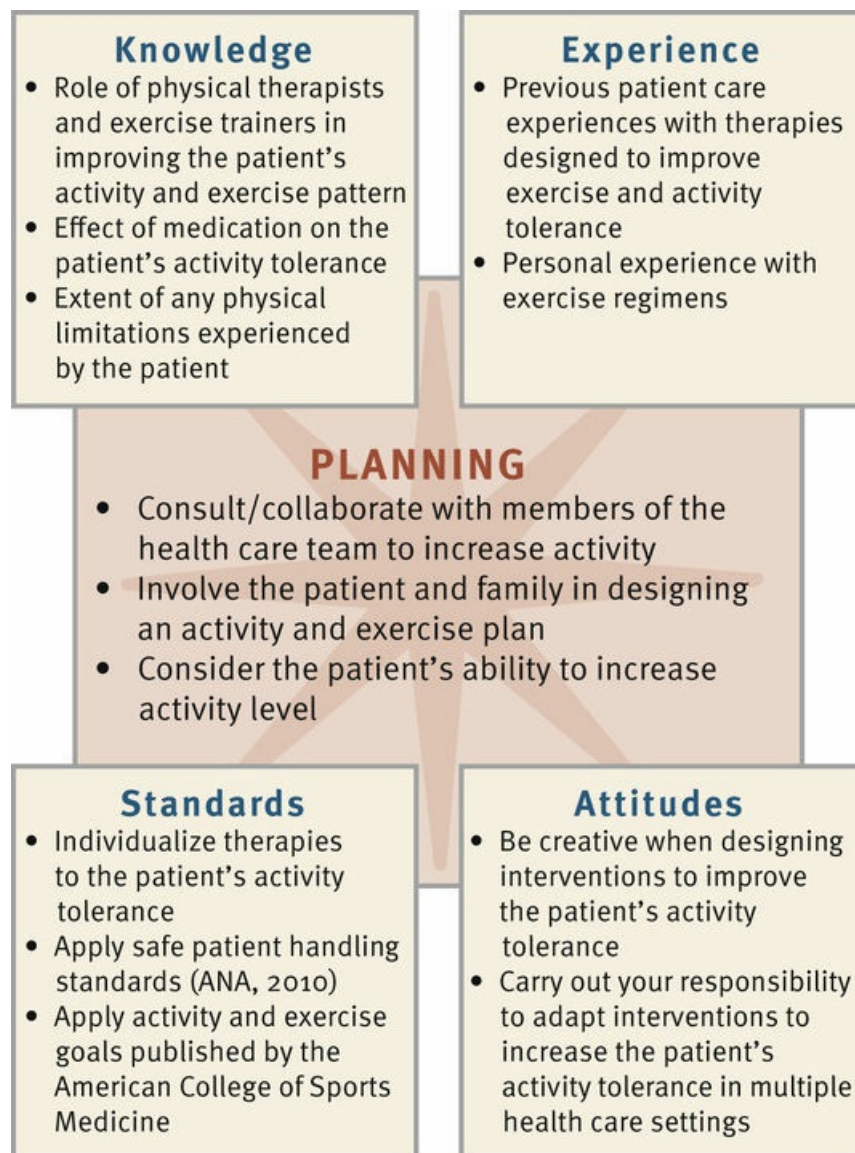 Knowledge
• Role of physical therapists
and exercise trainers in
improving the patient's
activity and exercise pattern
• Effect of medication on the
patient's activity tolerance
• Extent of any physical
limitations experienced
by the patient
Experience
• Previous patient care
experiences with therapies
designed to improve
exercise and activity
tolerance
• Personal experience with
exercise regimens
PLANNING
• Consult/collaborate with members of the
health care team to increase activity
• Involve the patient and family in designing
an activity and exercise plan
• Consider the patient's ability to increase
activity level
Standards
• Individualize therapies
to the patient's activity
tolerance
• Apply safe patient handling
standards (ANA, 2010)
• Apply activity and exercise
goals published by the
American College of Sports
Medicine
Attitudes
• Be creative when designing
interventions to improve
the patient's activity
tolerance
• Carry out your responsibility
to adapt interventions to
increase the patient's
activity tolerance in multiple
health care settings